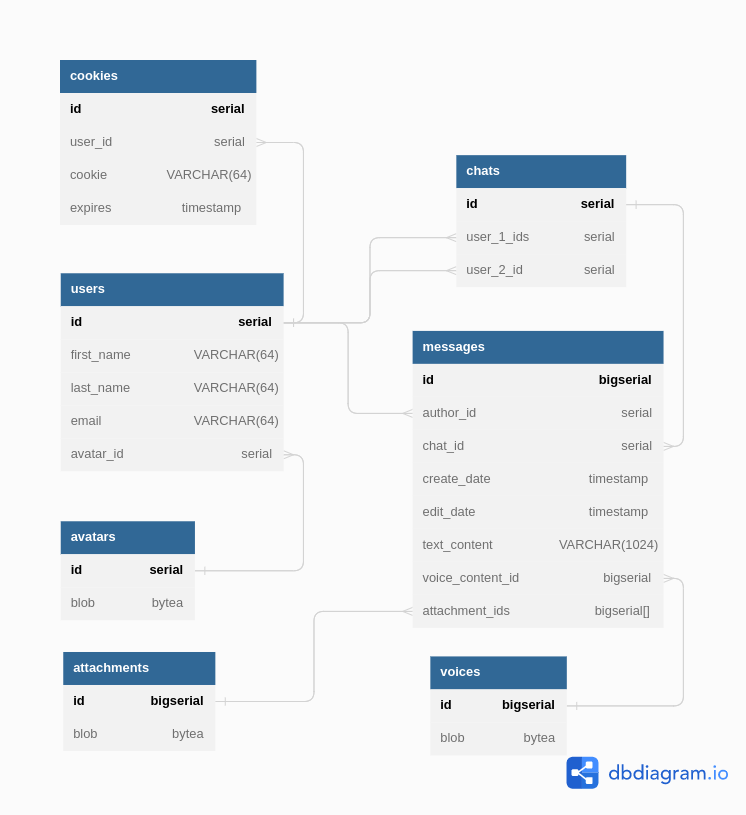 cookies
id serial
user_id serial
cookie VARCHAR(64)
expires timestamp
users
id serial
first_name VARCHAR(64)
last_name VARCHAR(64)
email VARCHAR(64)
avatar_id serial
avatars
id serial
blob bytea
attachments
id bigserial
blob bytea
chats
id serial
user_1_ids serial
user_2_id serial
messages
id bigserial
author_id serial
chat_id serial
create_date timestamp
edit_date timestamp
text_content VARCHAR(1024)
voice_content_id bigserial
attachment_ids bigserial[]
voices
id bigserial
blob bytea
dbdiagram.io